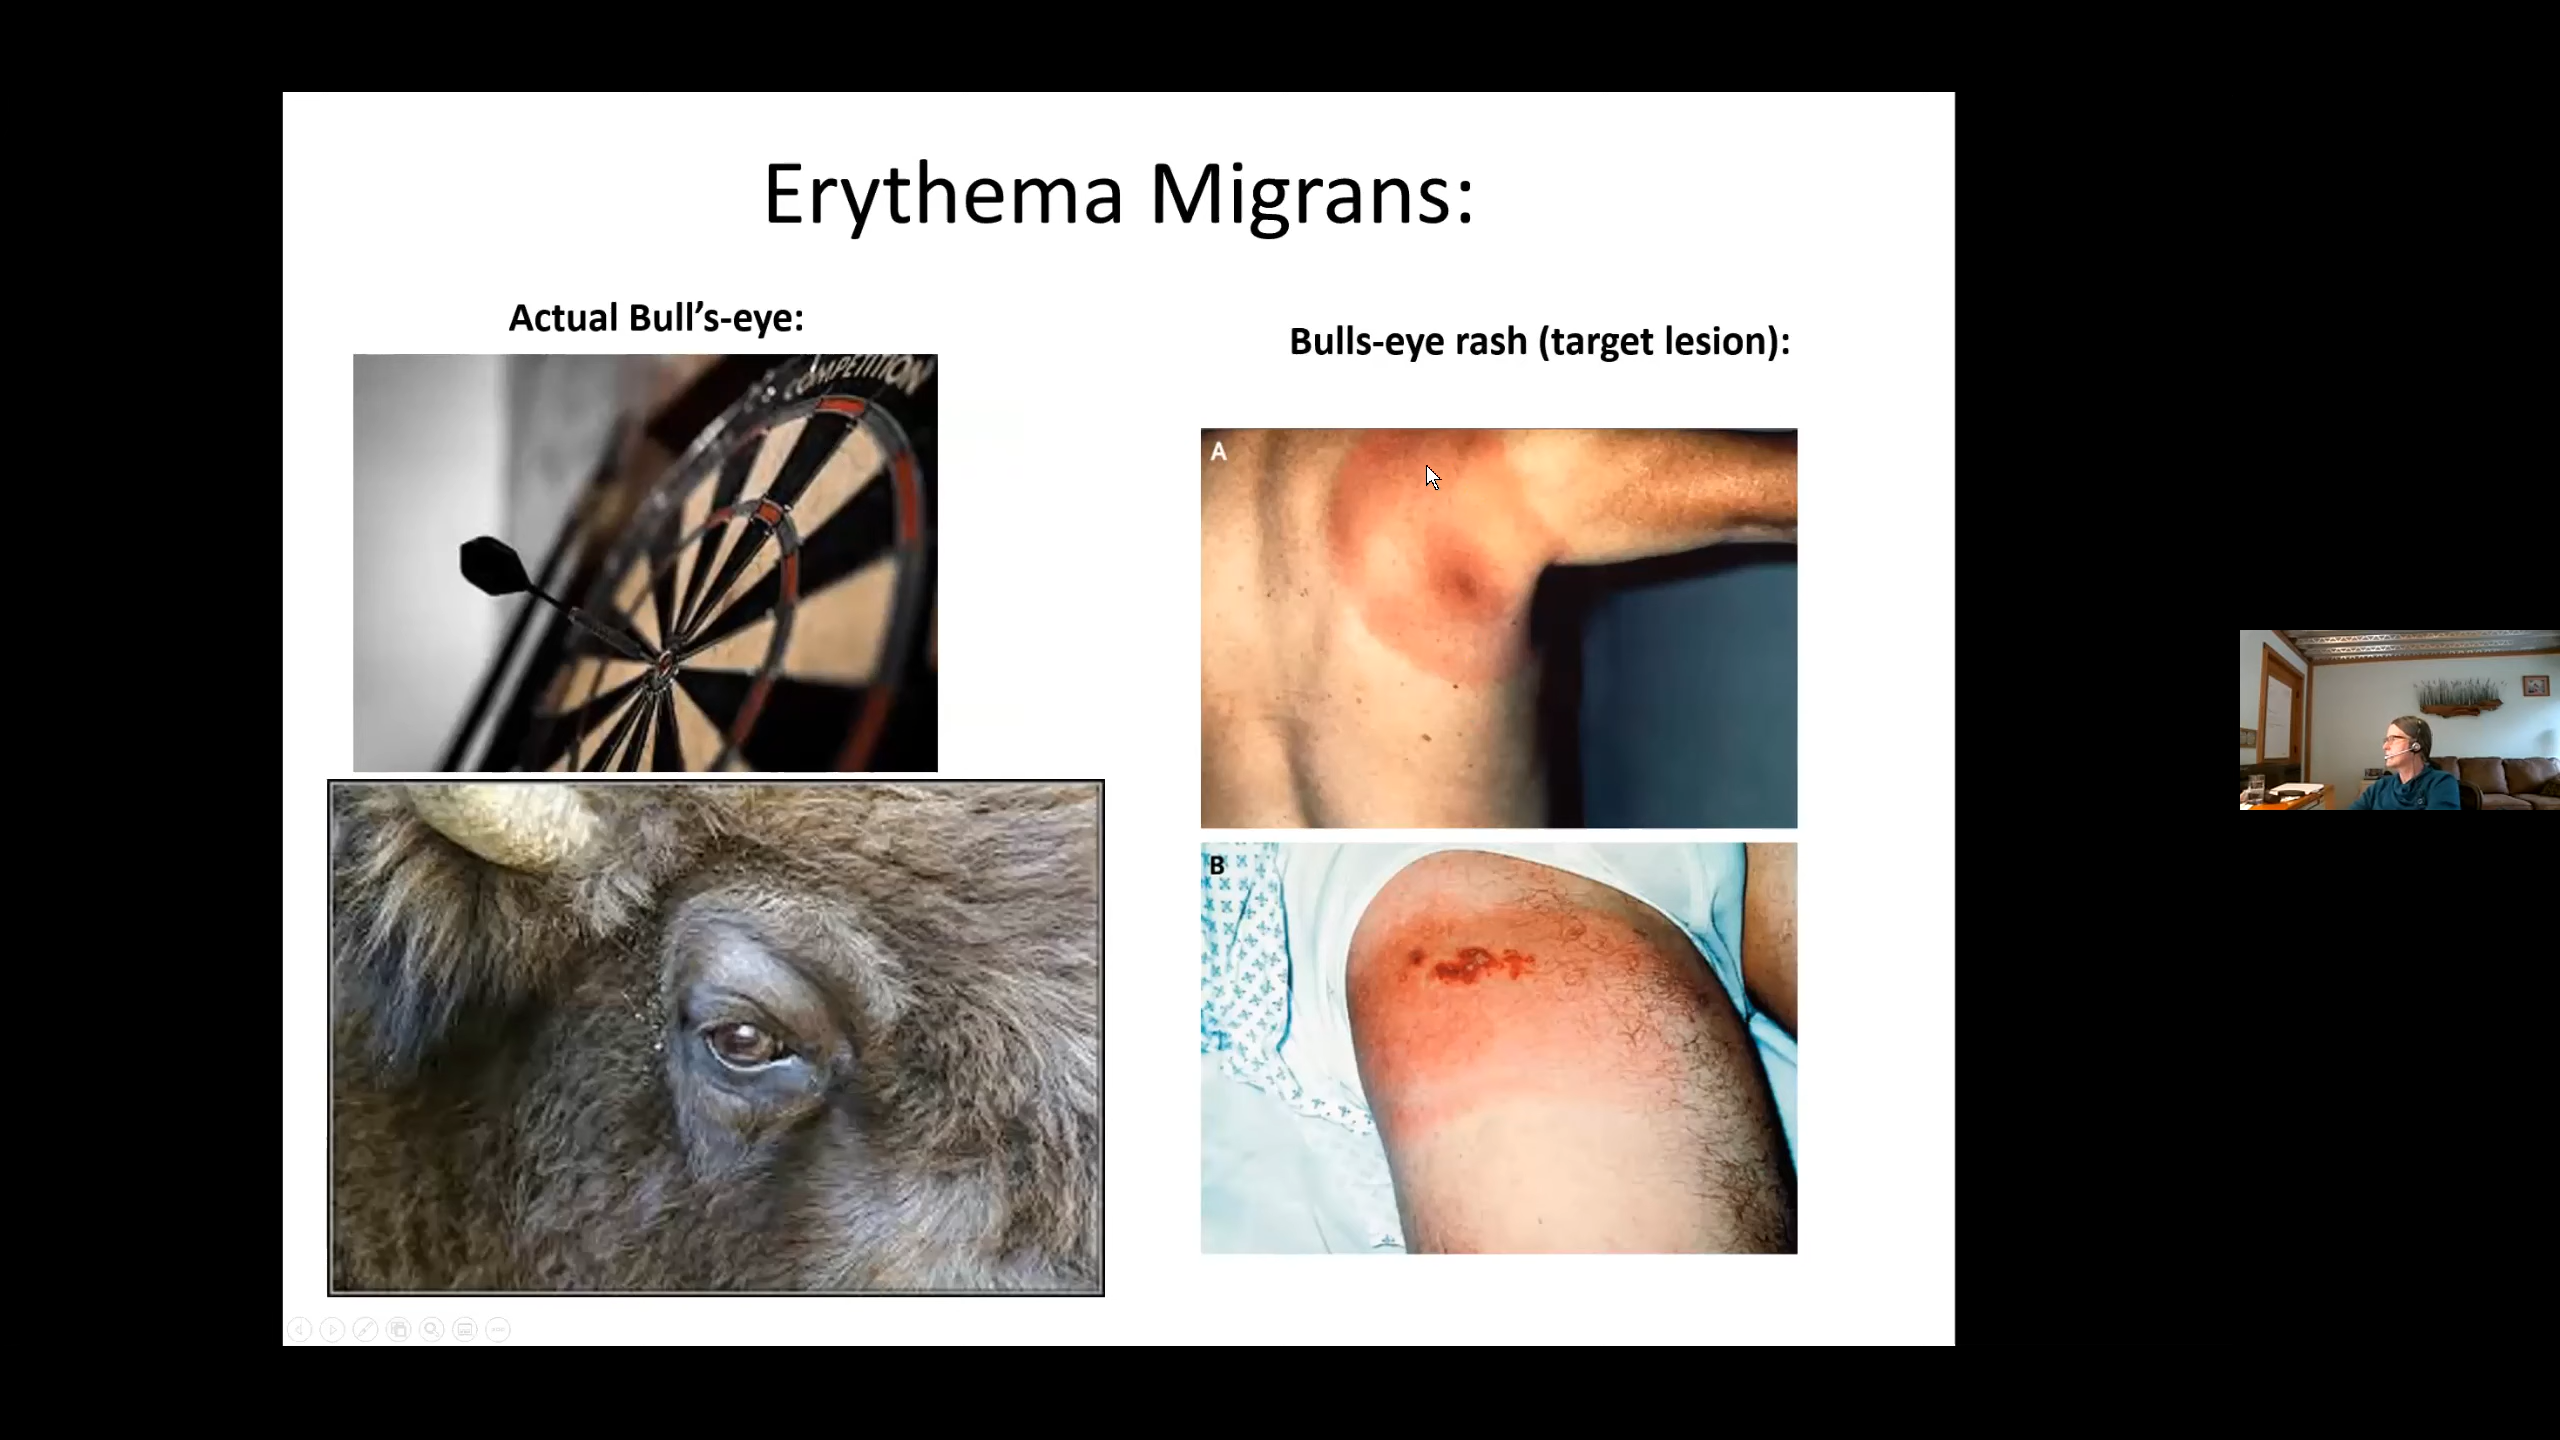 Erythema Migrans:
Actual Bull’s-eye:
Bulls-eye rash (target lesion):
COMPETITION
A
B